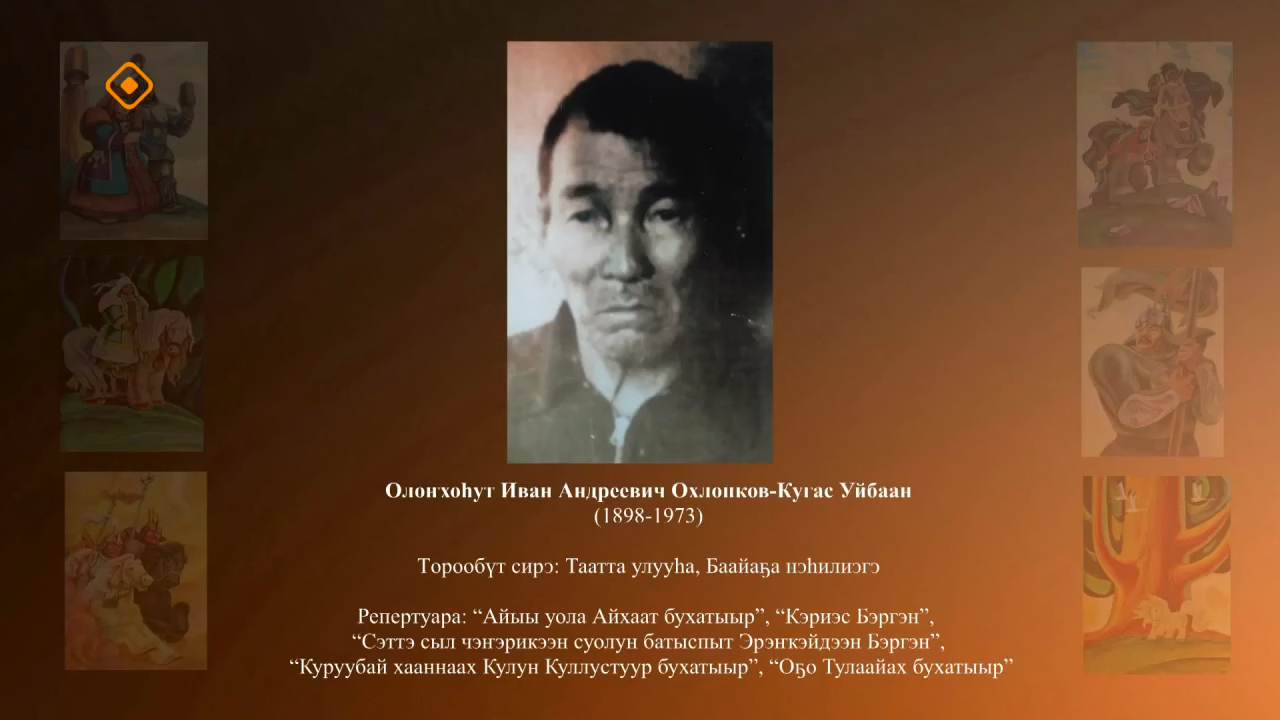 Олоҥхоһут Иван Андреевич Охлопков-Кугас Уйбаан
(1898-1973)
Торообүт сирэ: Таатта улууһа, Баайаҕа нэһилиэгэ
Репертуара: “Айыы уола Айхаат бухатыыр”, “Кэриэс Бэргэн”,
“Сэттэ сыл чэҥэрикээн суолун батыспыт Эрэҥкэйдээн Бэргэн”,
“Куруубай хааннаах Кулун Куллустуур бухатыыр”, “Оҕо Тулаайах бухатыыр”